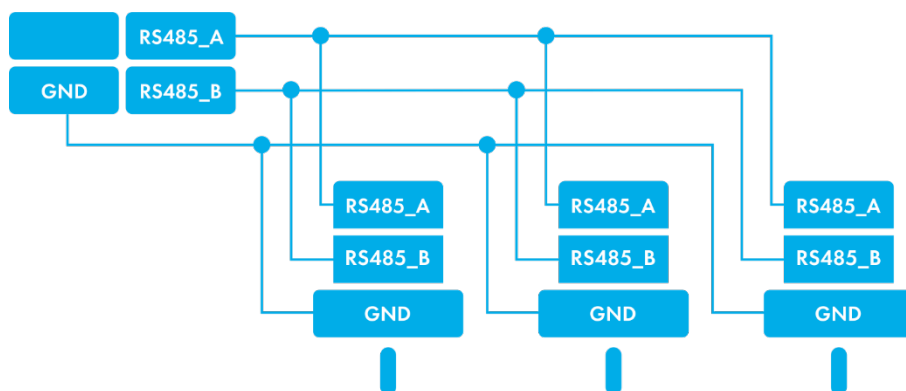 RS485_A
GND RS485_B
RS485_A RS485_A RS485_A
RS485_B RS485_B RS485_B
GND GND GND